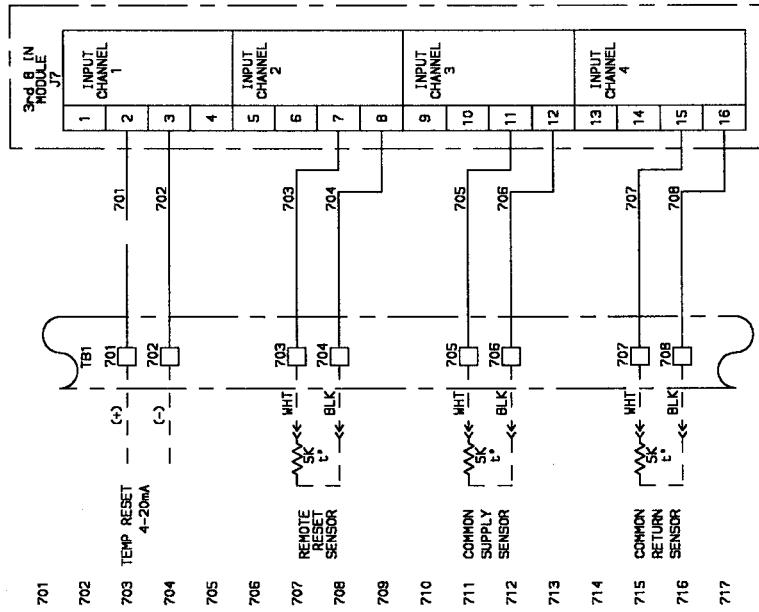 3rd 8 IN
MODULE
J7
INPUT
CHANNEL
1
INPUT
CHANNEL
2
INPUT
CHANNEL
3
INPUT
CHANNEL
4
1
2
3
4
5
6
7
8
9
10
11
12
13
14
15
16
701
702
703
704
705
706
707
708
TB1
701
702
703
704
705
706
707
708
(+)
(-)
WHT
BLK
WHT
BLK
WHT
BLK
5K
t°
5K
t°
5K
t°
TEMP RESET
4-20mA
REMOTE
RESET
SENSOR
COMMON
SUPPLY
SENSOR
COMMON
RETURN
SENSOR
701
702
703
704
705
706
707
708
709
710
711
712
713
714
715
716
717